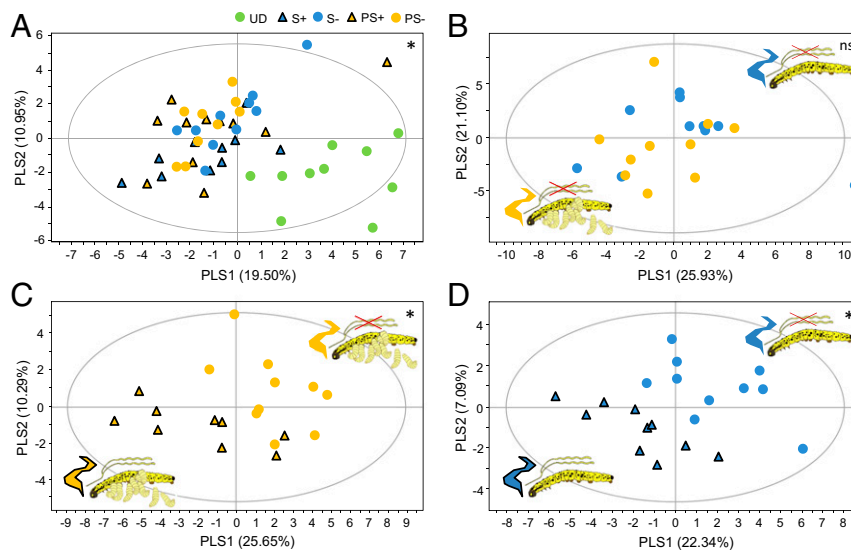 UD S+ S- PS+ PS-
A
*
PLS2 (10.95%)
6
4
2
0
-2
-4
-6
-7 -6 -5 -4 -3 -2 -1 0 1 2 3 4 5 6 7
PLS1 (19.50%)
B
ns
PLS2 (21.10%)
5
0
-5
-10 -8 -6 -4 -2 0 2 4 6 8 10
PLS1 (25.93%)
C
*
PLS2 (10.29%)
4
2
0
-2
-4
-9 -8 -7 -6 -5 -4 -3 -2 -1 0 1 2 3 4 5 6 7 8 9
PLS1 (25.65%)
D
*
PLS2 (7.09%)
4
2
0
-2
-4
-8 -7 -6 -5 -4 -3 -2 -1 0 1 2 3 4 5 6 7 8
PLS1 (22.34%)